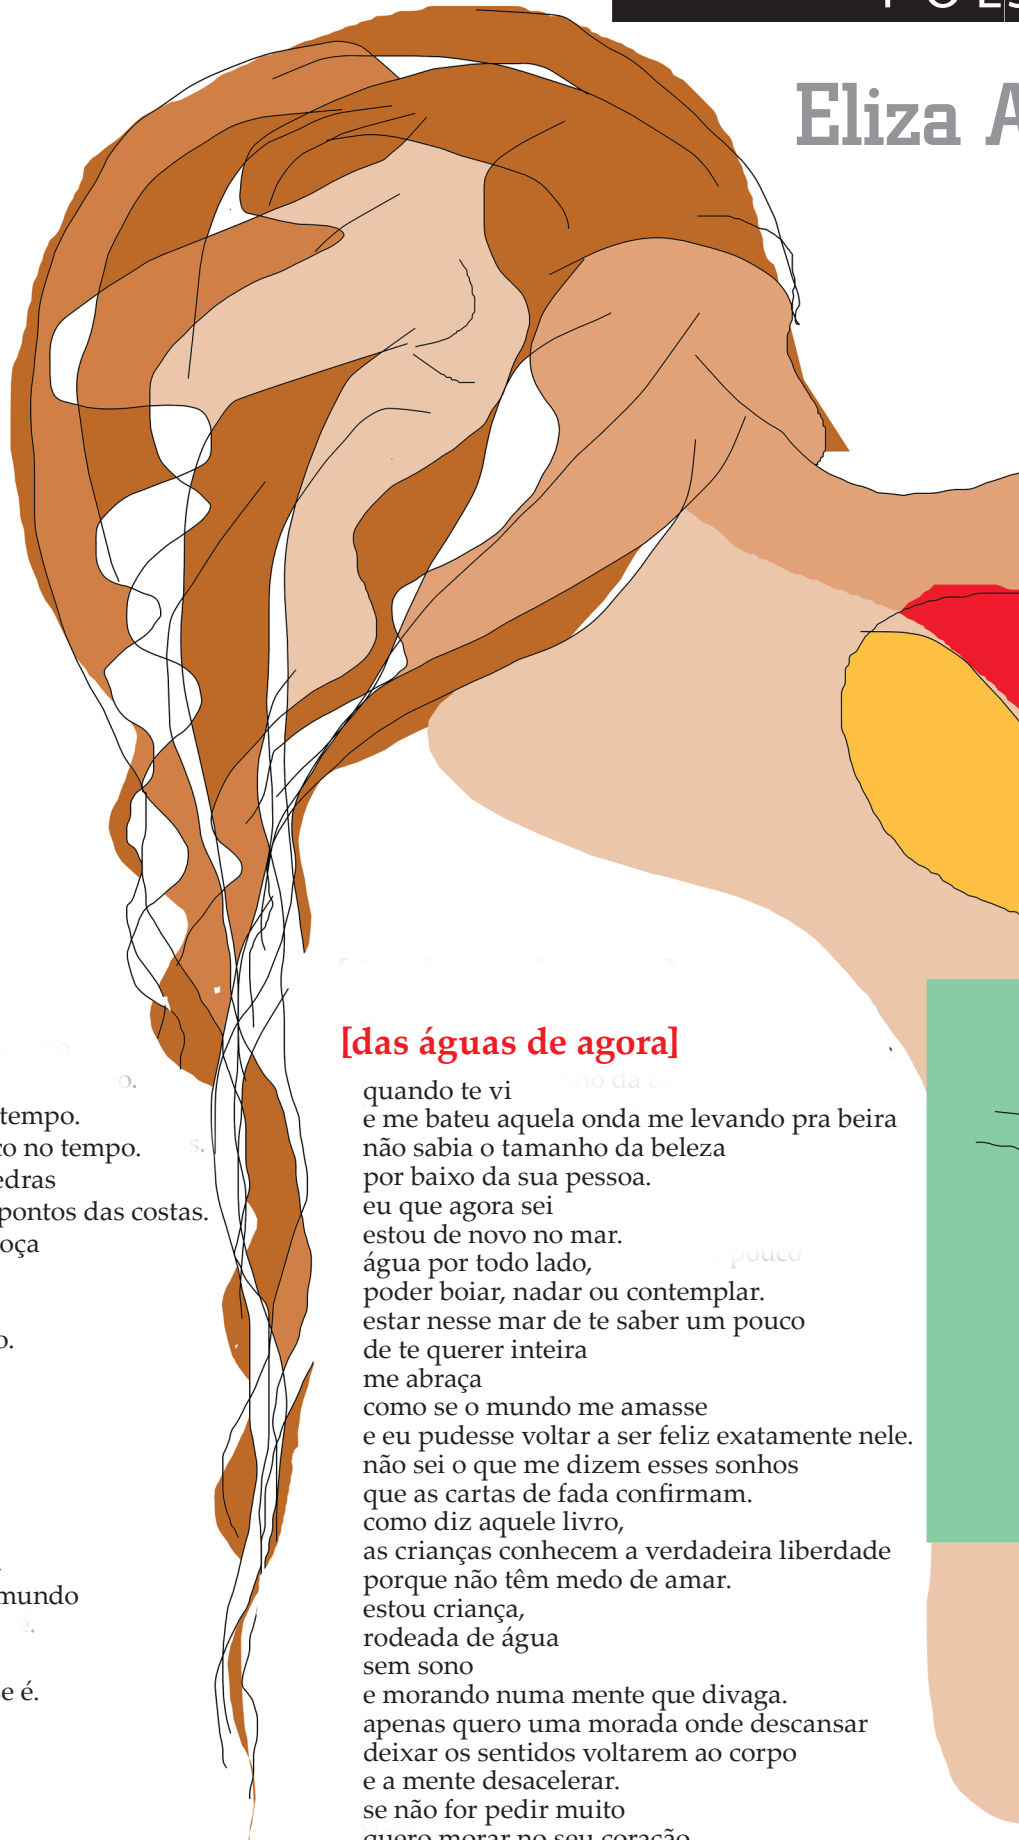 Eliza A
tempo.
o no tempo.
edras
pontos das costas.
oça
o.
mundo
e é.
[das águas de agora]
quando te vi
e me bateu aquela onda me levando pra beira
não sabia o tamanho da beleza
por baixo da sua pessoa.
eu que agora sei
estou de novo no mar.
água por todo lado,
poder boiar, nadar ou contemplar.
estar nesse mar de te saber um pouco
de te querer inteira
me abraça
como se o mundo me amasse
e eu pudesse voltar a ser feliz exatamente nele.
não sei o que me dizem esses sonhos
que as cartas de fada confirmam.
como diz aquele livro,
as crianças conhecem a verdadeira liberdade
porque não têm medo de amar.
estou criança,
rodeada de água
sem sono
e morando numa mente que divaga.
apenas quero uma morada onde descansar
deixar os sentidos voltarem ao corpo
e a mente desacelerar.
se não for pedir muito
quero morar no seu coração